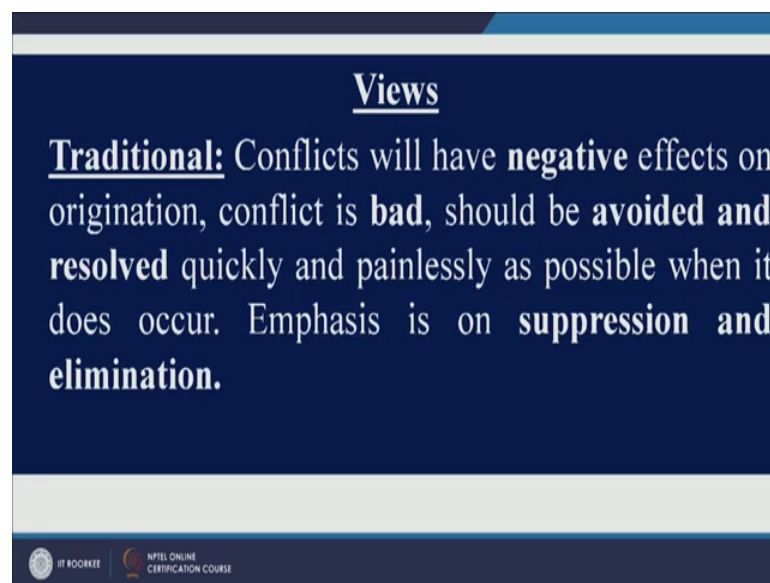 Views
Traditional: Conflicts will have negative effects on
origination, conflict is bad, should be avoided and
resolved quickly and painlessly as possible when it
does occur. Emphasis is on suppression and
elimination.
IIT ROORKEE
NPTEL ONLINE
CERTIFICATION COURSE